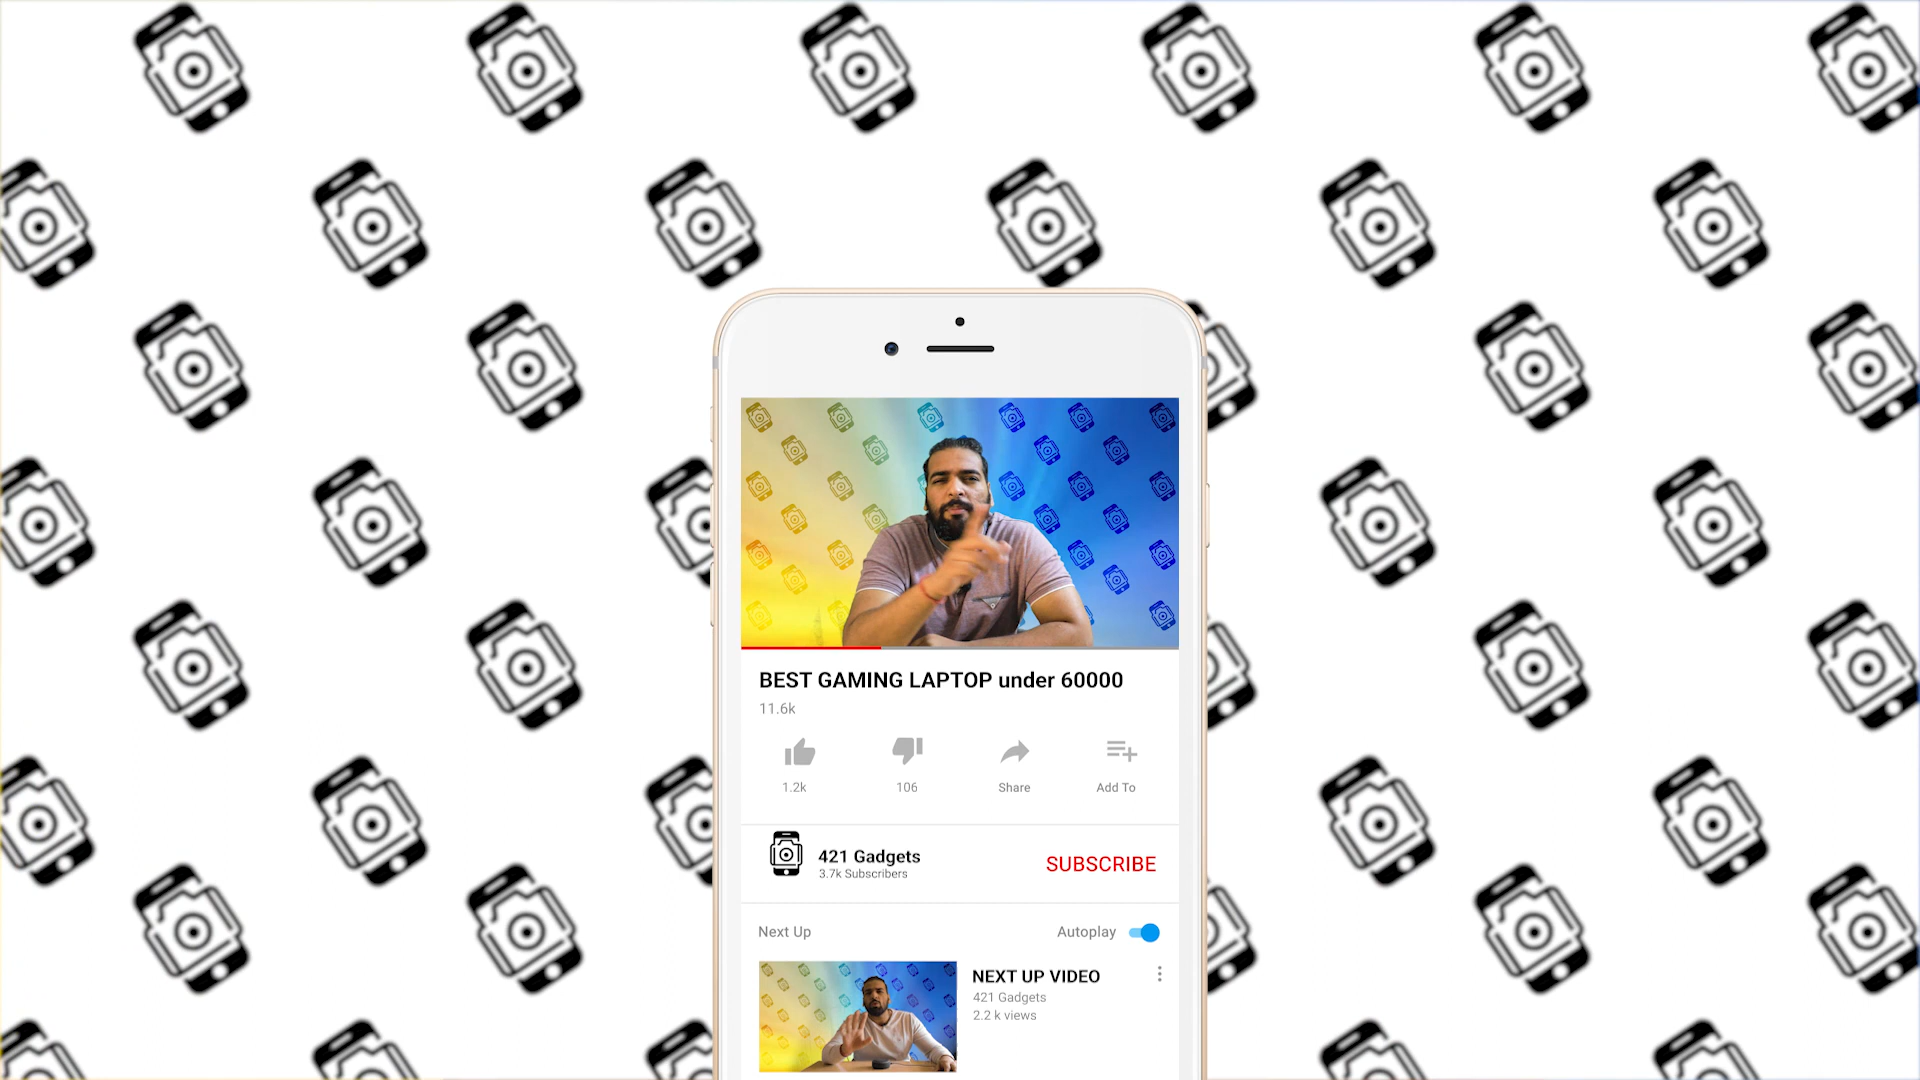 BEST GAMING LAPTOP under 60000
11.6k
1.2k
106
Share
Add To
421 Gadgets
3.7k Subscribers
SUBSCRIBE
Next Up
Autoplay
NEXT UP VIDEO
421 Gadgets
2.2 k views